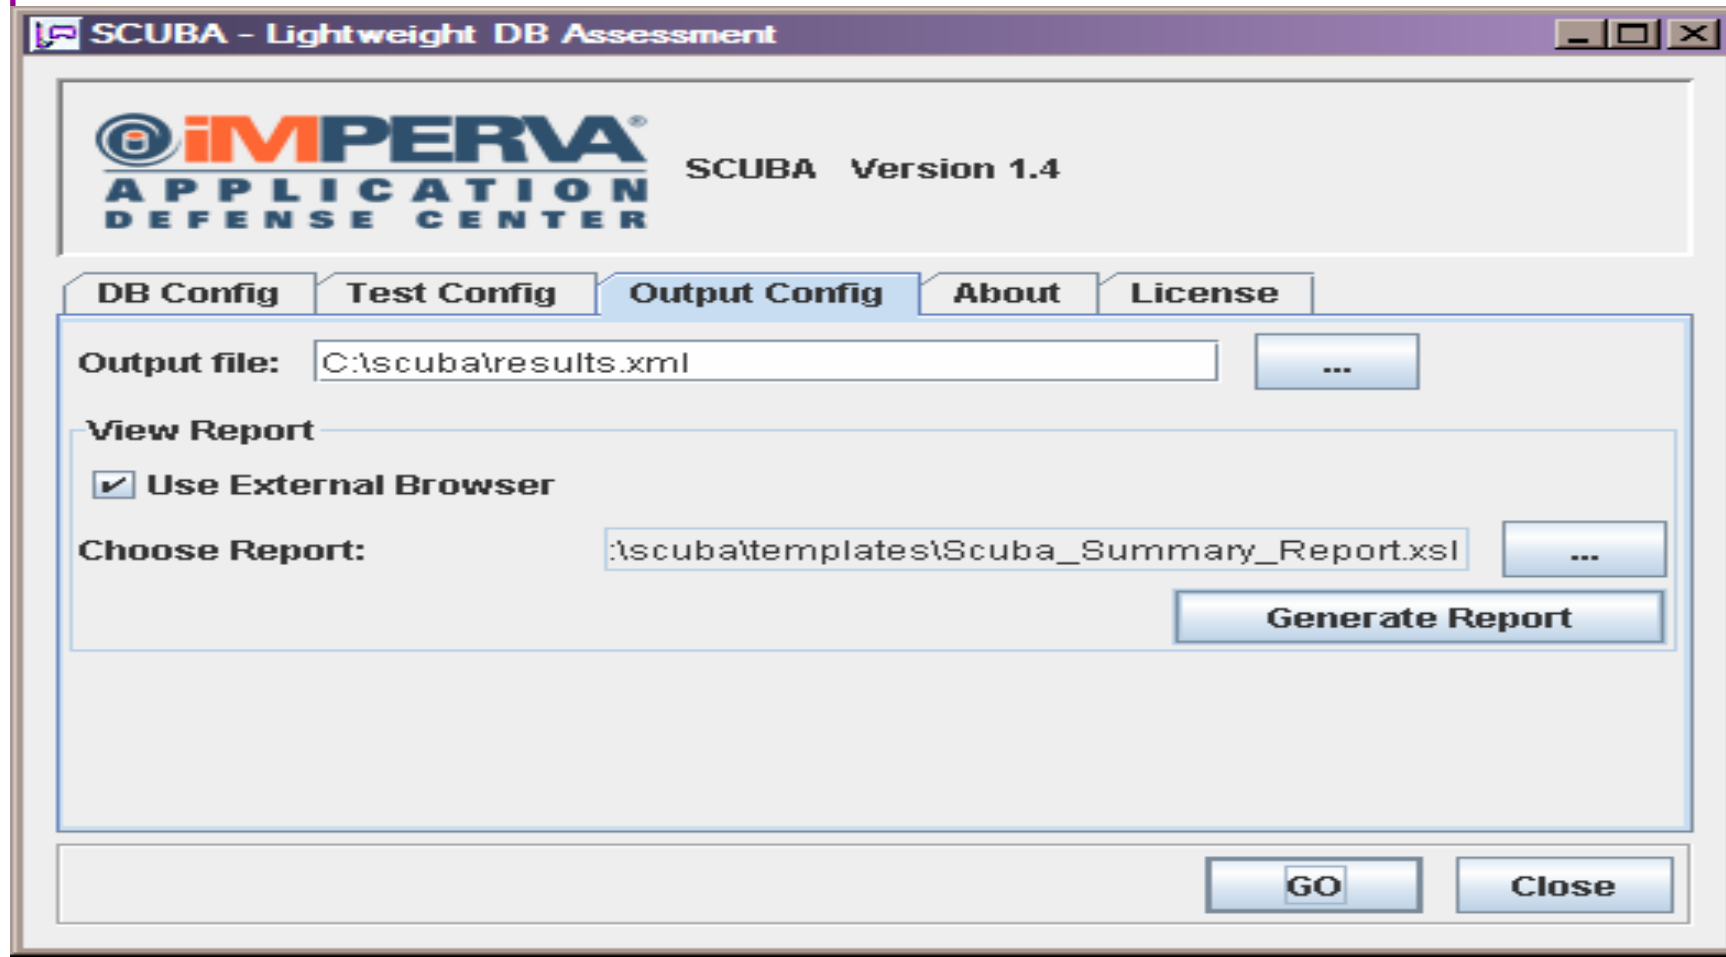 SCUBA - Lightweight DB Assessment
iMPERVA®
APPLICATION
DEFENSE CENTER
SCUBA Version 1.4
DB Config Test Config Output Config About License
Output file: C:\scuba\results.xml ...
View Report
Use External Browser
Choose Report: :\scuba\templates\Scuba_Summary_Report.xsl ...
Generate Report
GO Close